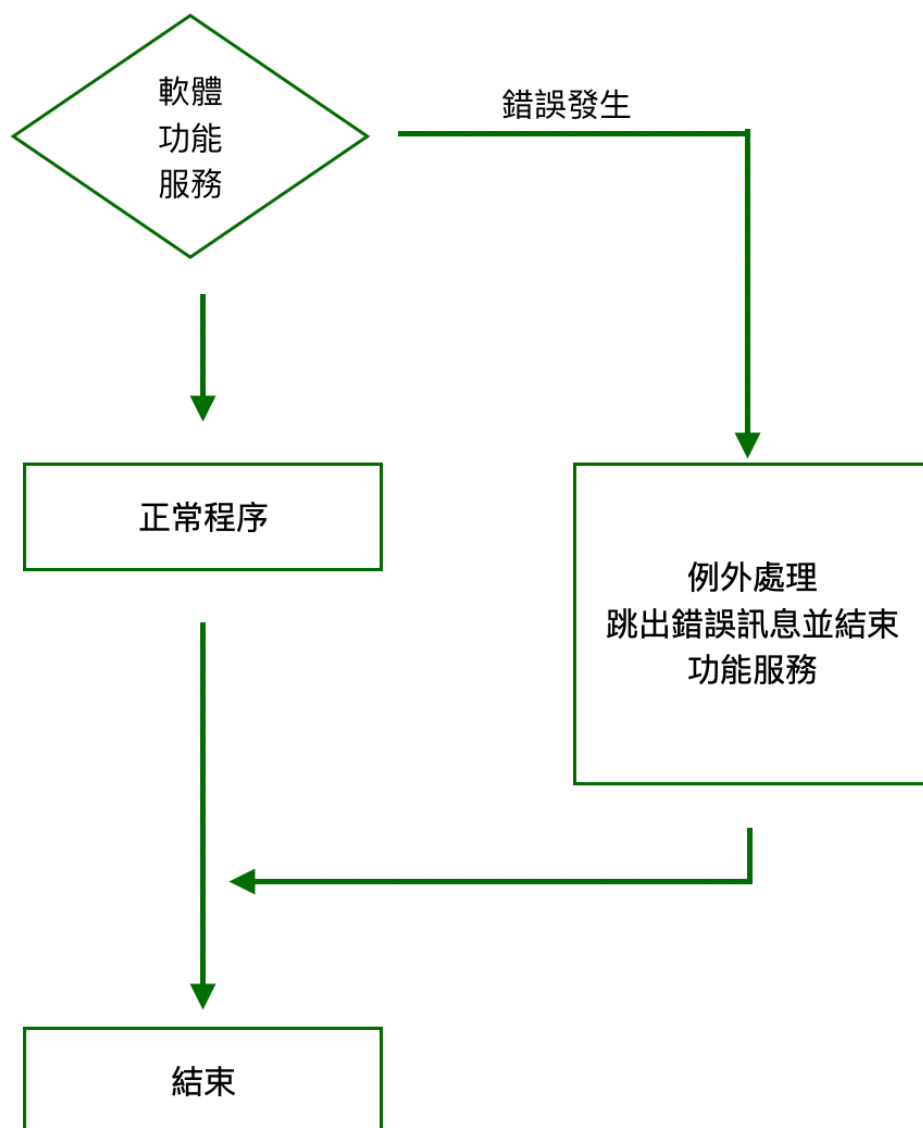 軟體
功能
服務
錯誤發生
正常程序
例外處理
跳出錯誤訊息並結束
功能服務
結束